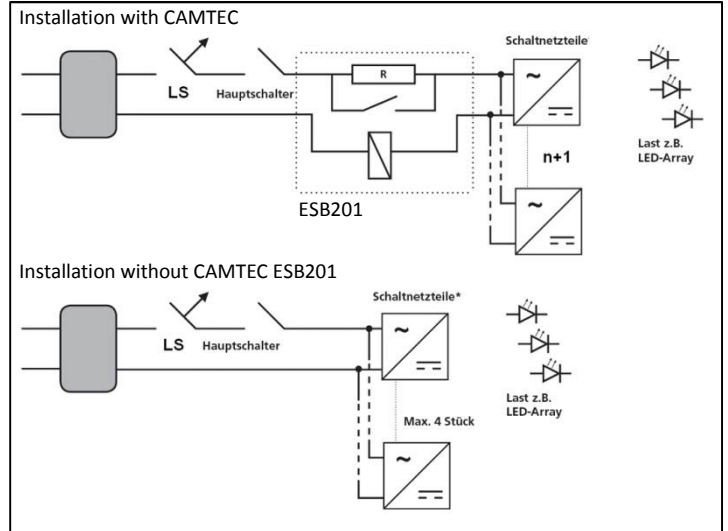 Installation with CAMTEC
Schaltnetzteile
R
LS
Hauptschalter
~
n+1
Last z.B.
LED-Array
ESB201
~
Installation without CAMTEC ESB201
Schaltnetzteile*
LS
Hauptschalter
~
Max. 4 Stück
Last z.B.
LED-Array
~